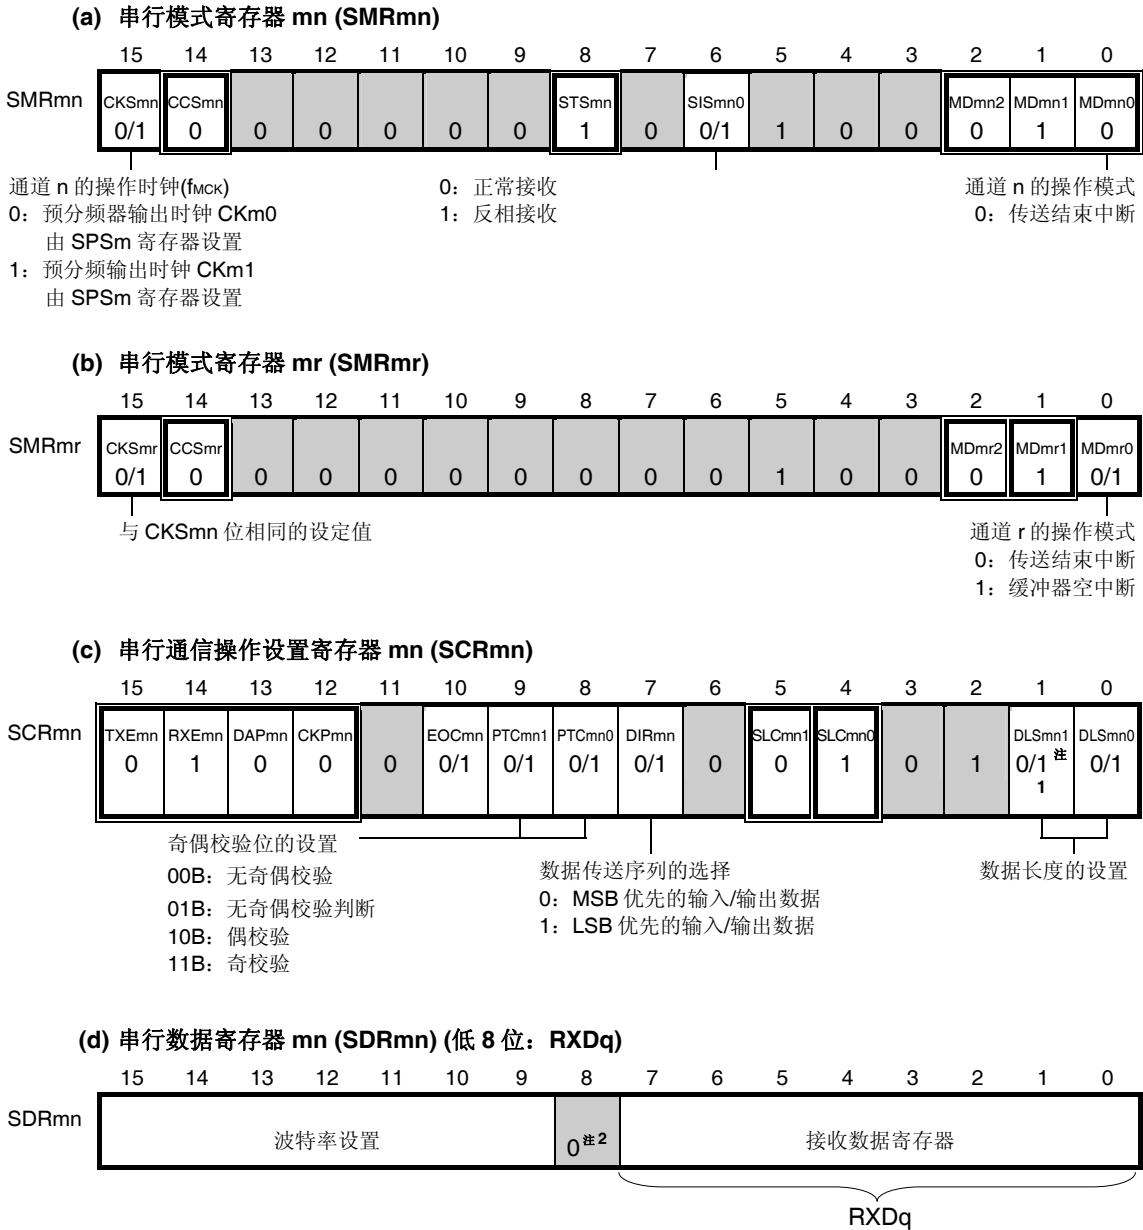 (a) 串行模式寄存器 mn (SMRmn)
15 14 13 12 11 10 9 8 7 6 5 4 3 2 1 0
SMRmn CKSmn CCSmn STSmn SISmn0 MDmn2 MDmn1 MDmn0
0/1 0 0 0 0 0 0 1 0 0/1 1 0 0 0 1 0
通道 n 的操作时钟(fMCK)
0：预分频器输出时钟 CKm0
由 SPSm 寄存器设置
1：预分频输出时钟 CKm1
由 SPSm 寄存器设置
0：正常接收
1：反相接收
通道 n 的操作模式
0：传送结束中断
(b) 串行模式寄存器 mr (SMRmr)
15 14 13 12 11 10 9 8 7 6 5 4 3 2 1 0
SMRmr CKSmr CCSmr MDmr2 MDmr1 MDmr0
0/1 0 0 0 0 0 0 0 0 0 1 0 0 0 1 0/1
与 CKSmn 位相同的设定值
通道 r 的操作模式
0：传送结束中断
1：缓冲器空中断
(c) 串行通信操作设置寄存器 mn (SCRmn)
15 14 13 12 11 10 9 8 7 6 5 4 3 2 1 0
SCRmn TXEmn RXEmn DAPmn CKPmn EOCmn PTCmn1 PTCmn0 DIRmn SLCmn1 SLCmn0 DLSmn1 DLSmn0
0 1 0 0 0 0/1 0/1 0/1 0/1 0 0 1 0 1 0/1 注 1 0/1
奇偶校验位的设置
00B：无奇偶校验
01B：无奇偶校验判断
10B：偶校验
11B：奇校验
数据传送序列的选择
0：MSB 优先的输入/输出数据
1：LSB 优先的输入/输出数据
数据长度的设置
(d) 串行数据寄存器 mn (SDRmn) (低 8 位：RXDq)
15 14 13 12 11 10 9 8 7 6 5 4 3 2 1 0
SDRmn 波特率设置 0注 2 接收数据寄存器
RXDq